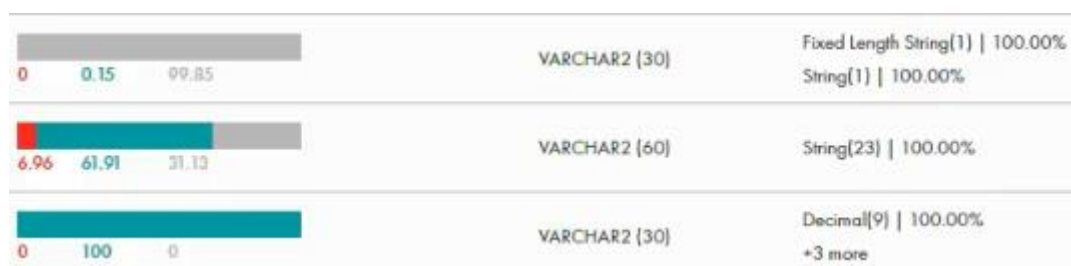 0 0.15 99.85 VARCHAR2 (30) Fixed Length String(1) | 100.00%
String(1) | 100.00%
6.96 61.91 31.13 VARCHAR2 (60) String(23) | 100.00%
0 100 0 VARCHAR2 (30) Decimal(9) | 100.00%
+3 more